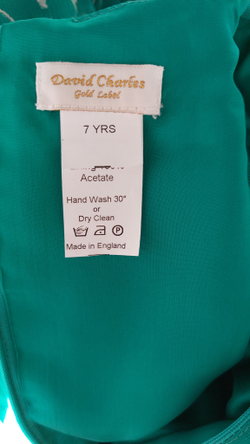 David Charles
Gold Label
7 YRS
Acetate
Hand Wash 30°
or
Dry Clean
P
Made in England